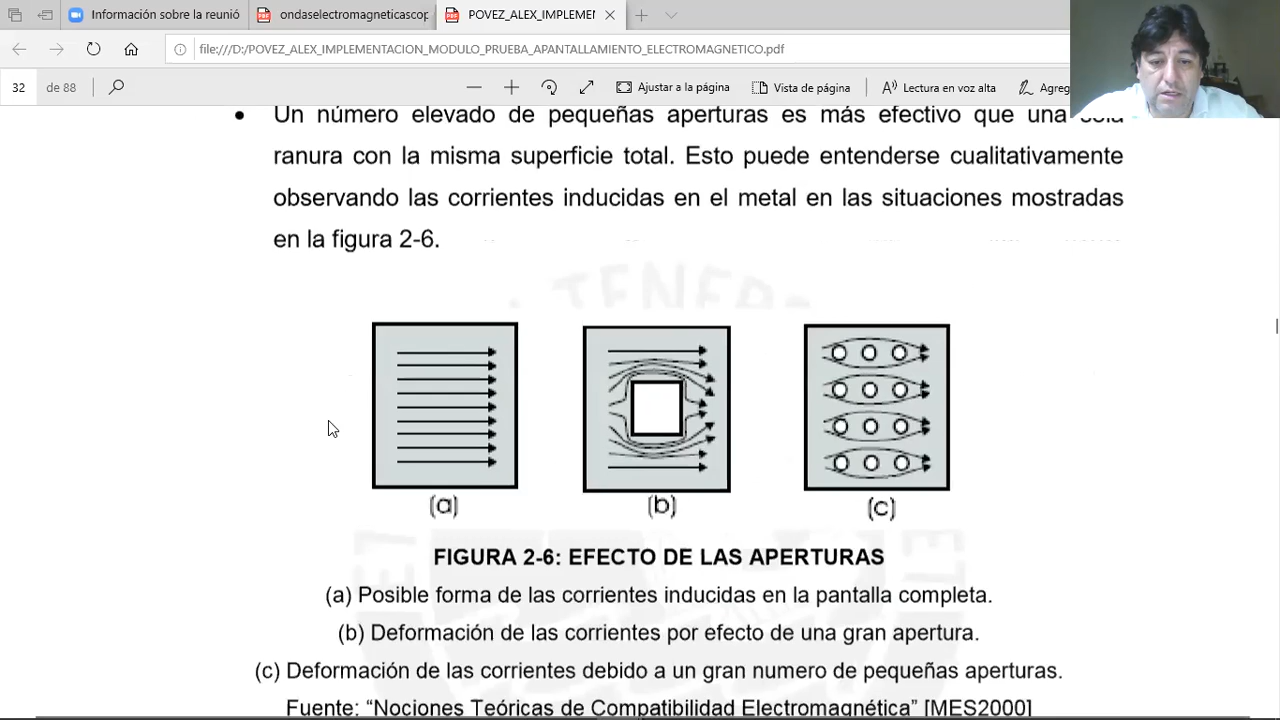 Información sobre la reunió
ondaselectromagneticascop
POVEZ_ALEX_IMPLEMEN
file:///D:/POVEZ_ALEX_IMPLEMENTACION_MODULO_PRUEBA_APANTALLAMIENTO_ELECTROMAGNETICO.pdf
32 de 88
Ajustar a la página
Vista de página
Lectura en voz alta
Agreg
• Un número elevado de pequeñas aperturas es más efectivo que una sola
ranura con la misma superficie total. Esto puede entenderse cualitativamente
observando las corrientes inducidas en el metal en las situaciones mostradas
en la figura 2-6.
TENEB
(a)
(b)
(c)
FIGURA 2-6: EFECTO DE LAS APERTURAS
(a) Posible forma de las corrientes inducidas en la pantalla completa.
(b) Deformación de las corrientes por efecto de una gran apertura.
(c) Deformación de las corrientes debido a un gran numero de pequeñas aperturas.
Fuente: “Nociones Teóricas de Compatibilidad Electromagnética” [MES2000]